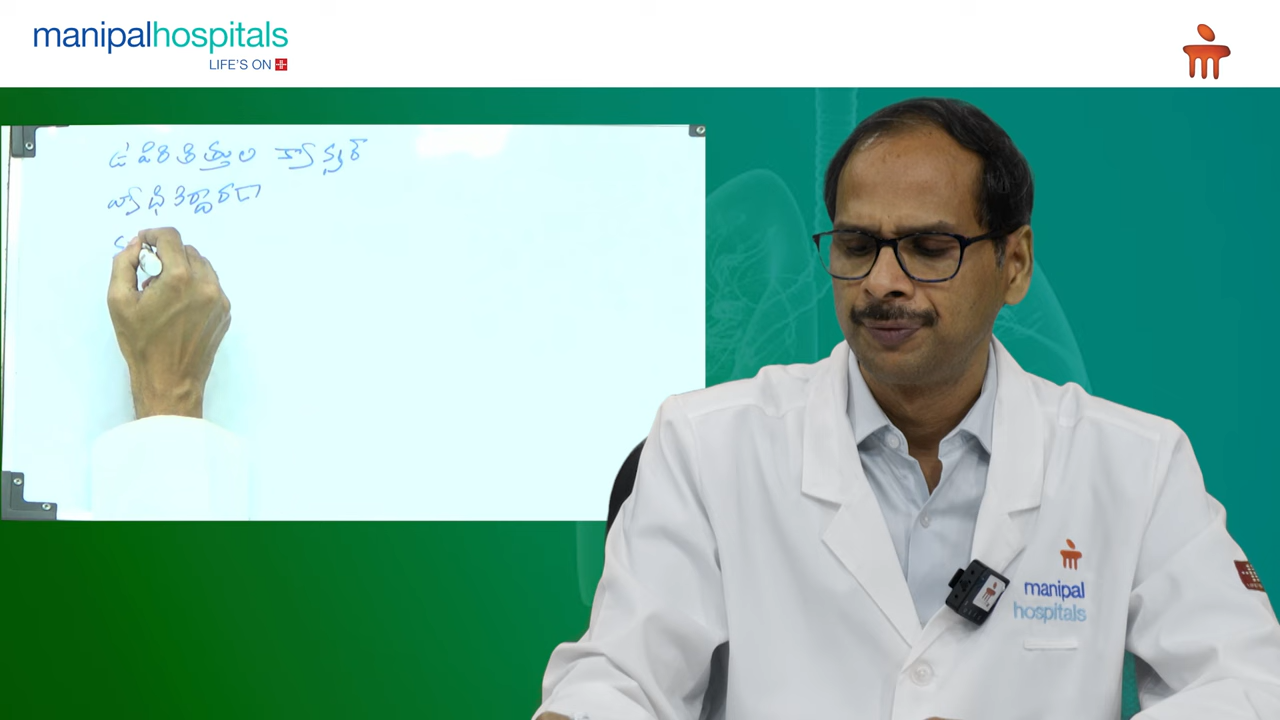 manipalhospitals
LIFE'S ON
ఊపిరితిత్తుల క్యాన్సర్
వ్యాధి నిర్ధారణ
manipal
hospitals